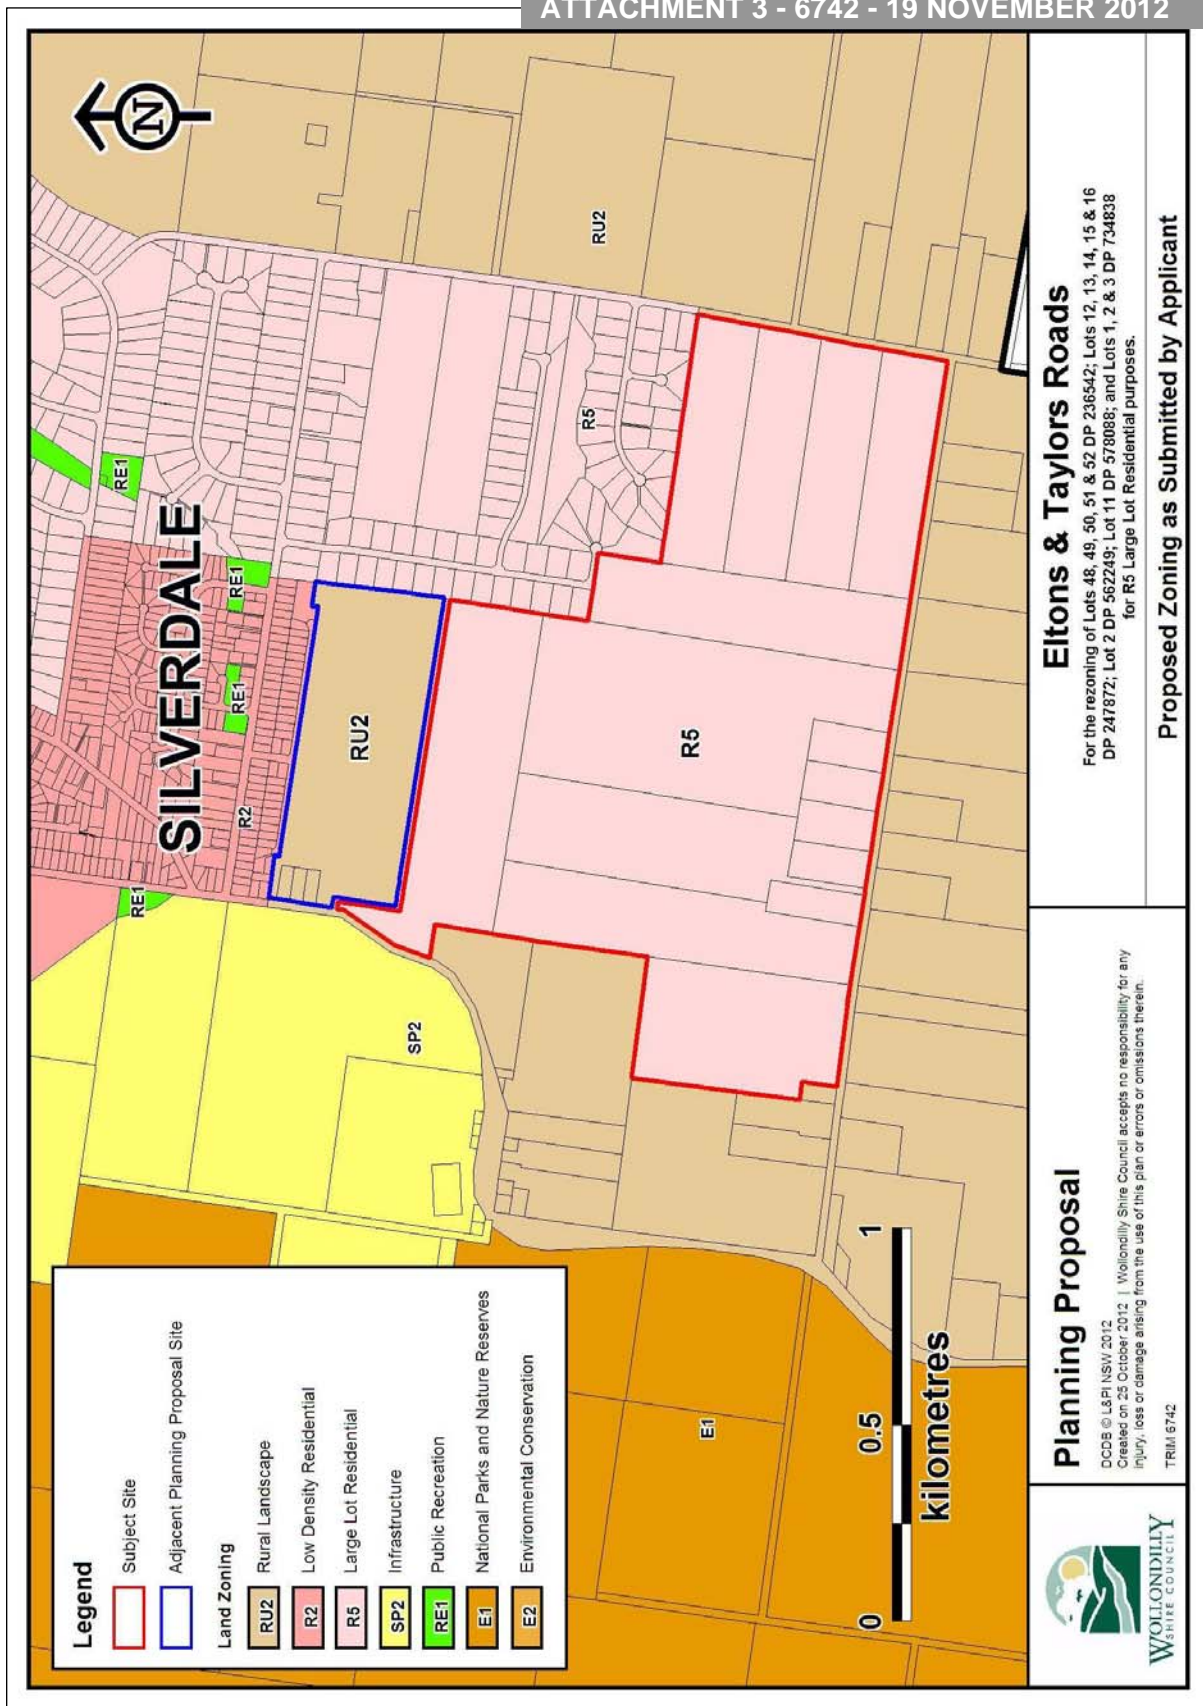 ATTACHMENT 3 - 6742 - 19 NOVEMBER 2012
N
SILVERDALE
RE1
RE1
RE1
RE1
R2
RU2
RU2
R5
R5
SP2
E1
Legend
Subject Site
Adjacent Planning Proposal Site
Land Zoning
RU2 Rural Landscape
R2 Low Density Residential
R5 Large Lot Residential
SP2 Infrastructure
RE1 Public Recreation
E1 National Parks and Nature Reserves
E2 Environmental Conservation
0 0.5 1
kilometres
WOLLONDILLY
SHIRE COUNCIL
Planning Proposal
DCDB © L&PI NSW 2012
Created on 25 October 2012 | Wollondilly Shire Council accepts no responsibility for any
injury, loss or damage arising from the use of this plan or errors or omissions therein.
TRIM 6742
Eltons & Taylors Roads
For the rezoning of Lots 48, 49, 50, 51 & 52 DP 236542; Lots 12, 13, 14, 15 & 16
DP 247872; Lot 2 DP 562249; Lot 11 DP 578088; and Lots 1, 2 & 3 DP 734838
for R5 Large Lot Residential purposes.
Proposed Zoning as Submitted by Applicant